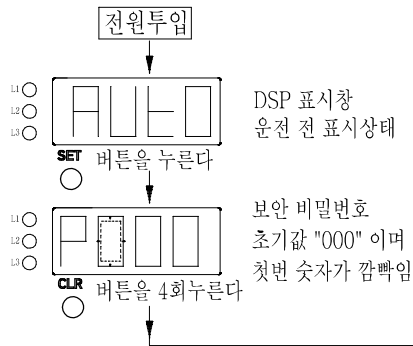 전원투입
L1
L2
L3
AUtO
DSP 표시창
운전 전 표시상태
SET 버튼을 누른다
L1
L2
L3
P000
보안 비밀번호
초기값 "000" 이며
첫번 숫자가 깜빡임
CLR 버튼을 4회누른다